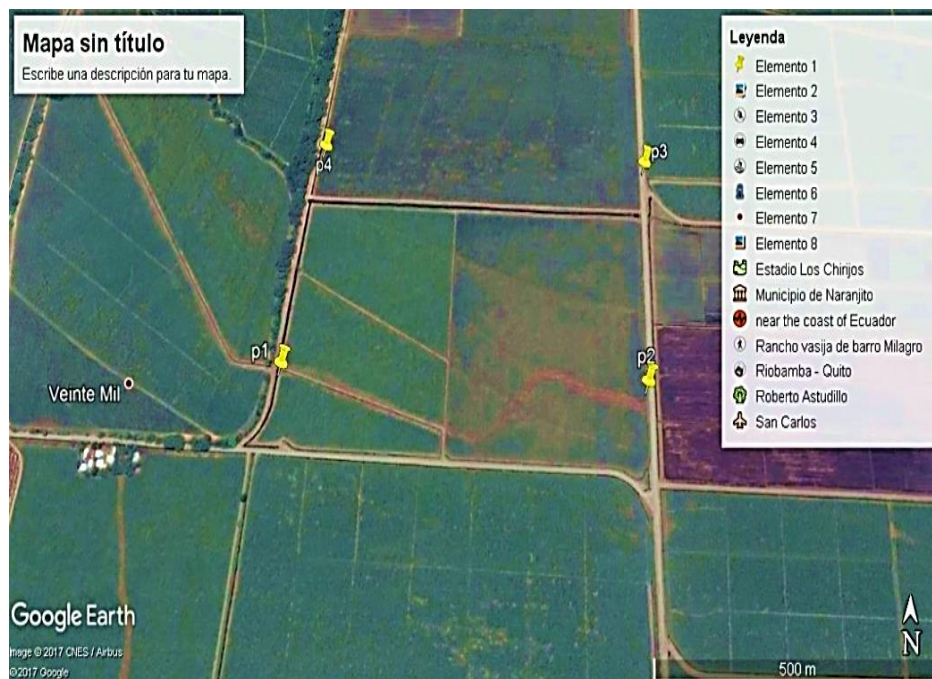 Mapa sin título
Escribe una descripción para tu mapa.
Leyenda
Elemento 1
Elemento 2
Elemento 3
Elemento 4
Elemento 5
Elemento 6
Elemento 7
Elemento 8
Estadio Los Chirijos
Municipio de Naranjito
near the coast of Ecuador
Rancho vasija de barro Milagro
Riobamba - Quito
Roberto Astudillo
San Carlos
p4
p3
p1
p2
Veinte Mil
Google Earth
Image © 2017 CNES / Airbus
©2017 Google
N
500 m